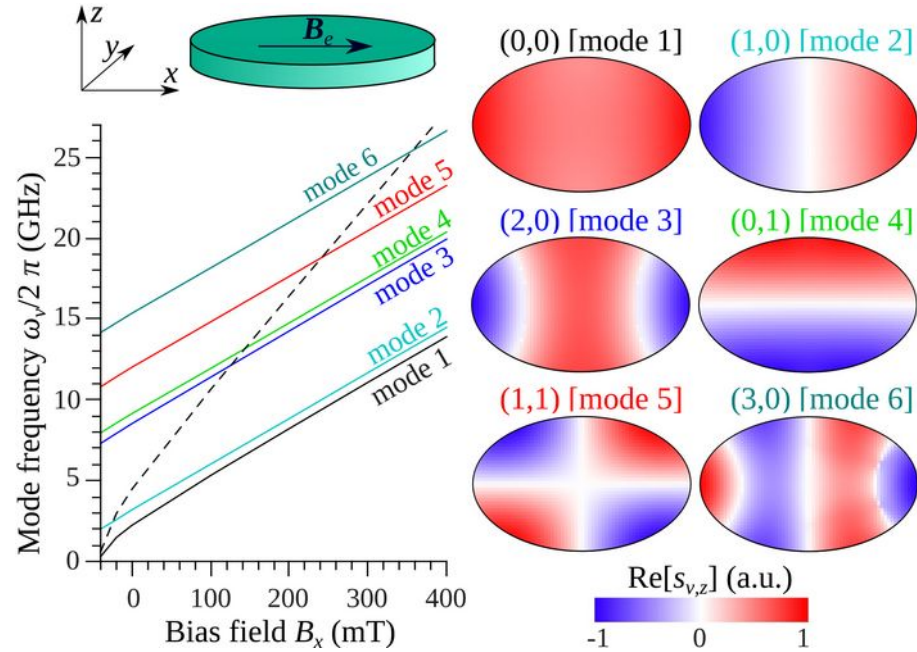 z
y
x
B_e
(0,0) [mode 1]
(1,0) [mode 2]
(2,0) [mode 3]
(0,1) [mode 4]
(1,1) [mode 5]
(3,0) [mode 6]
Mode frequency ω_ν/2 π (GHz)
25
20
15
10
5
0
mode 6
mode 5
mode 4
mode 3
mode 2
mode 1
0 100 200 300 400
Bias field B_x (mT)
Re[s_ν,z] (a.u.)
-1 0 1